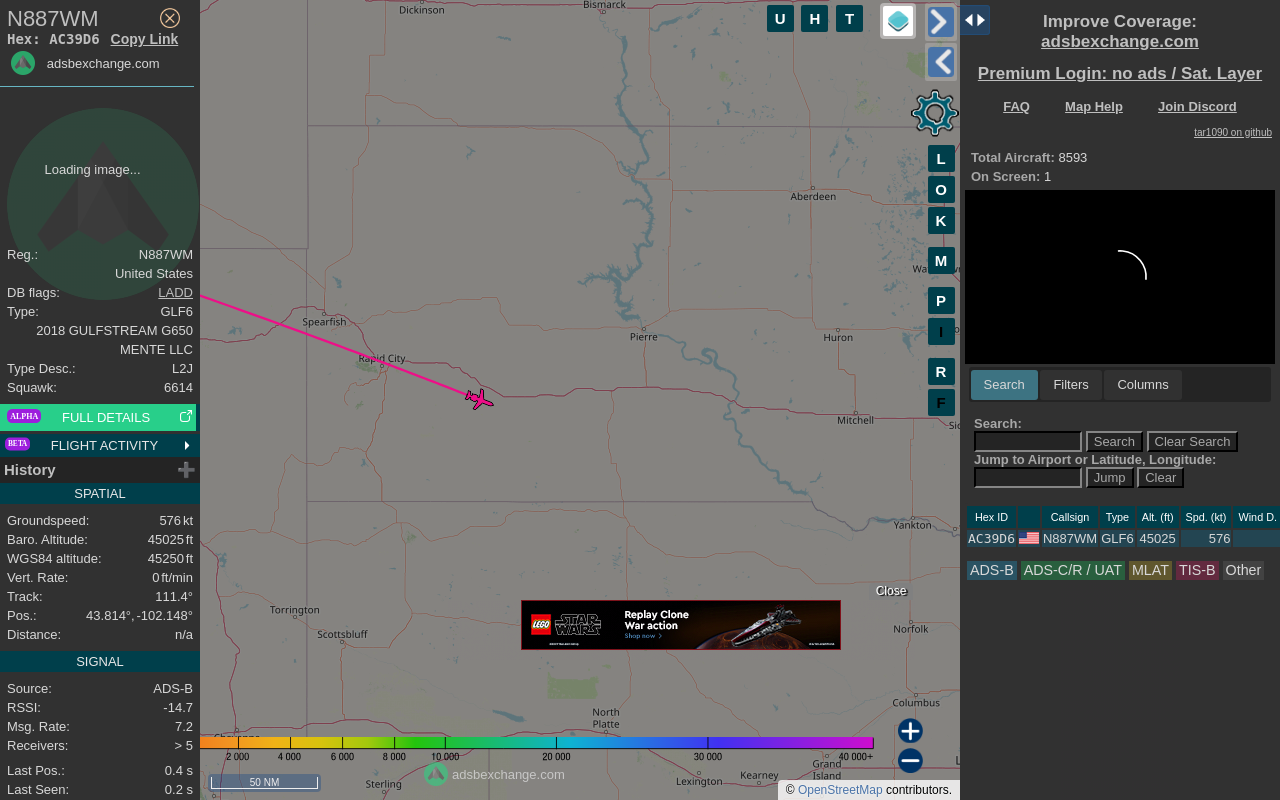 N887WM
Hex: AC39D6 Copy Link
adsbexchange.com
Loading image...
Reg.: N887WM
United States
DB flags: LADD
Type: GLF6
2018 GULFSTREAM G650
MENTE LLC
Type Desc.: L2J
Squawk: 6614
ALPHA FULL DETAILS
BETA FLIGHT ACTIVITY
History
SPATIAL
Groundspeed: 576 kt
Baro. Altitude: 45025 ft
WGS84 altitude: 45250 ft
Vert. Rate: 0 ft/min
Track: 111.4°
Pos.: 43.814°, -102.148°
Distance: n/a
SIGNAL
Source: ADS-B
RSSI: -14.7
Msg. Rate: 7.2
Receivers: > 5
Last Pos.: 0.4 s
Last Seen: 0.2 s
Dickinson
Bismarck
U H T
Aberdeen
Spearfish
Rapid City
Pierre
Huron
Mitchell
Yankton
Torrington
Scottsbluff
Norfolk
Columbus
North
Platte
Sterling
Lexington
Kearney
Grand
Island
L
O
K
M
P
I
R
F
Close
LEGO
STAR
WARS
Replay Clone
War action
Shop now
2 000 4 000 6 000 8 000 10 000 20 000 30 000 40 000+
50 NM
adsbexchange.com
© OpenStreetMap contributors.
Improve Coverage:
adsbexchange.com
Premium Login: no ads / Sat. Layer
FAQ Map Help Join Discord
tar1090 on github
Total Aircraft: 8593
On Screen: 1
Search Filters Columns
Search:
Search Clear Search
Jump to Airport or Latitude, Longitude:
Jump Clear
Hex ID Callsign Type Alt. (ft) Spd. (kt) Wind D.
AC39D6 N887WM GLF6 45025 576
ADS-B ADS-C/R / UAT MLAT TIS-B Other